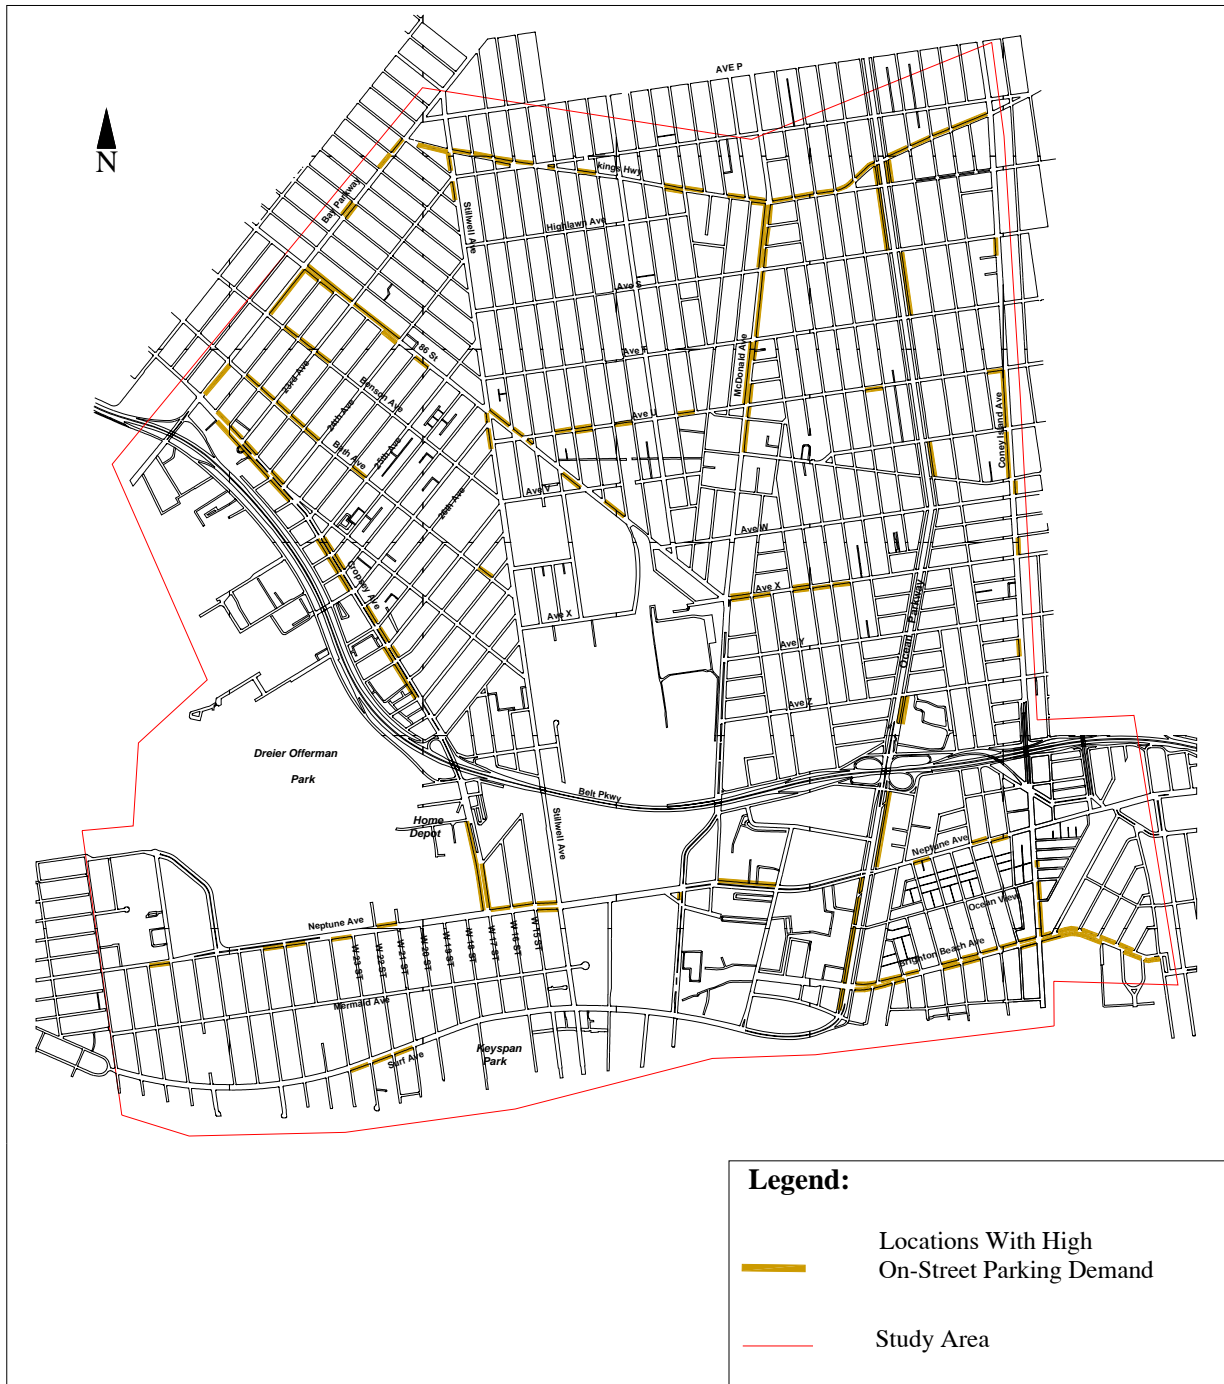 AVE P
N
kings Hwy
Bay Parkway
Stillwell Ave
Highlawn Ave
Ave S
McDonald Ave
86 St
23rd Ave
Benson Ave
Coney Island Ave
24th Ave
Ave U
Bath Ave
25th Ave
Ave V
26th Ave
Ave W
Cropsey Ave
Ave X
Ave X
Ocean Parkway
Ave Y
Ave Z
Dreier Offerman
Park
Belt Pkwy
Home
Depot
Stillwell Ave
Neptune Ave
Ocean View
Neptune Ave
W 15 ST
W 16 ST
W 17 ST
W 18 ST
W 19 ST
W 20 ST
W 21 ST
W 22 ST
W 23 ST
Brighton Beach Ave
Mermaid Ave
Keyspan
Park
Surf Ave
Legend:
Locations With High
On-Street Parking Demand
Study Area